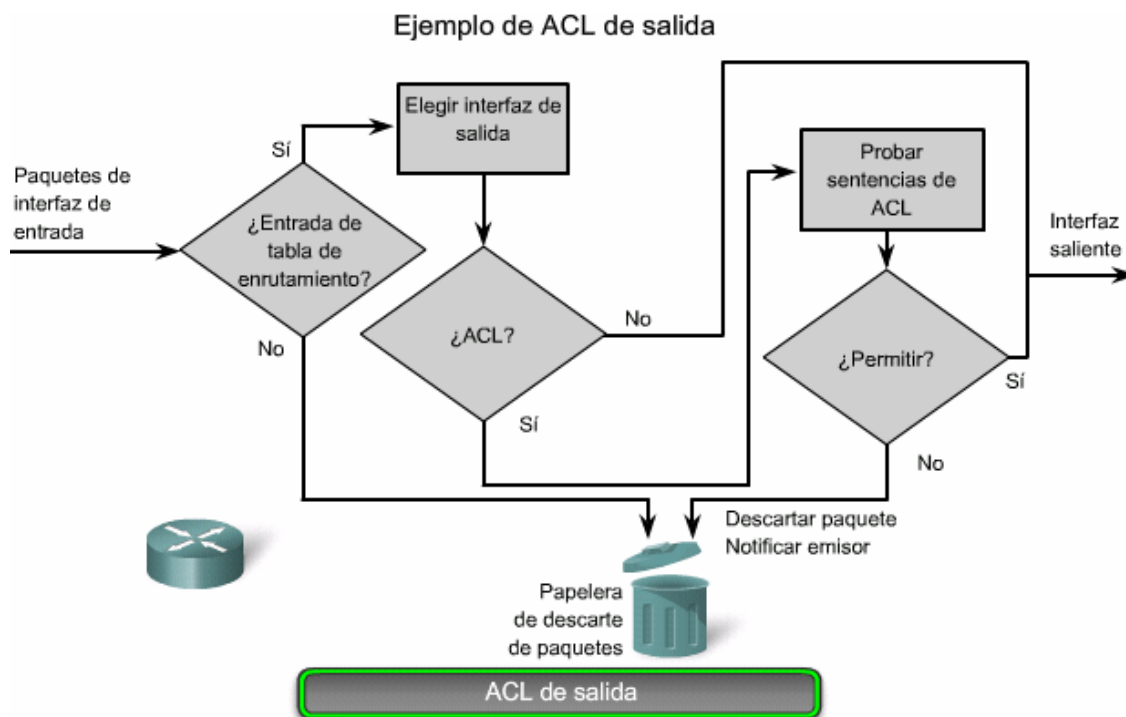 Ejemplo de ACL de salida
Paquetes de
interfaz de
entrada
¿Entrada de
tabla de
enrutamiento?
Sí
No
Elegir interfaz de
salida
¿ACL?
No
Sí
Probar
sentencias de
ACL
¿Permitir?
Sí
No
Interfaz
saliente
Descartar paquete
Notificar emisor
Papelera
de descarte
de paquetes
ACL de salida